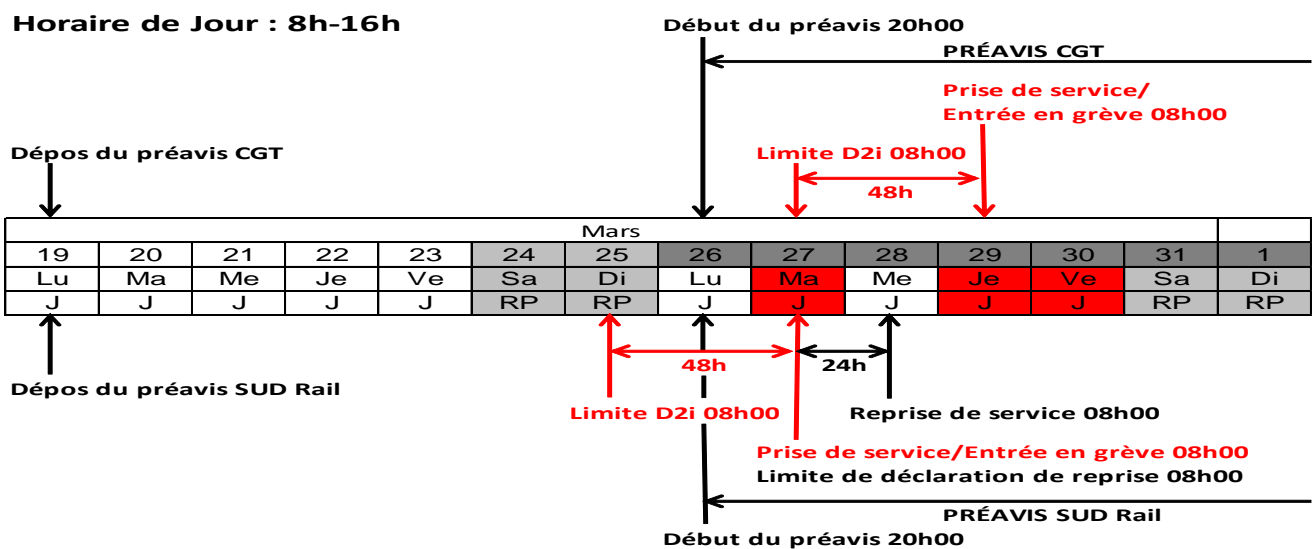 Horaire de Jour : 8h-16h
Début du préavis 20h00
PRÉAVIS CGT
Prise de service/
Entrée en grève 08h00
Dépos du préavis CGT
Limite D2i 08h00
48h
Mars
19 20 21 22 23 24 25 26 27 28 29 30 31 1
Lu Ma Me Je Ve Sa Di Lu Ma Me Je Ve Sa Di
J J J J J RP RP J J J J J RP RP
48h
24h
Dépos du préavis SUD Rail
Limite D2i 08h00
Reprise de service 08h00
Prise de service/Entrée en grève 08h00
Limite de déclaration de reprise 08h00
PRÉAVIS SUD Rail
Début du préavis 20h00